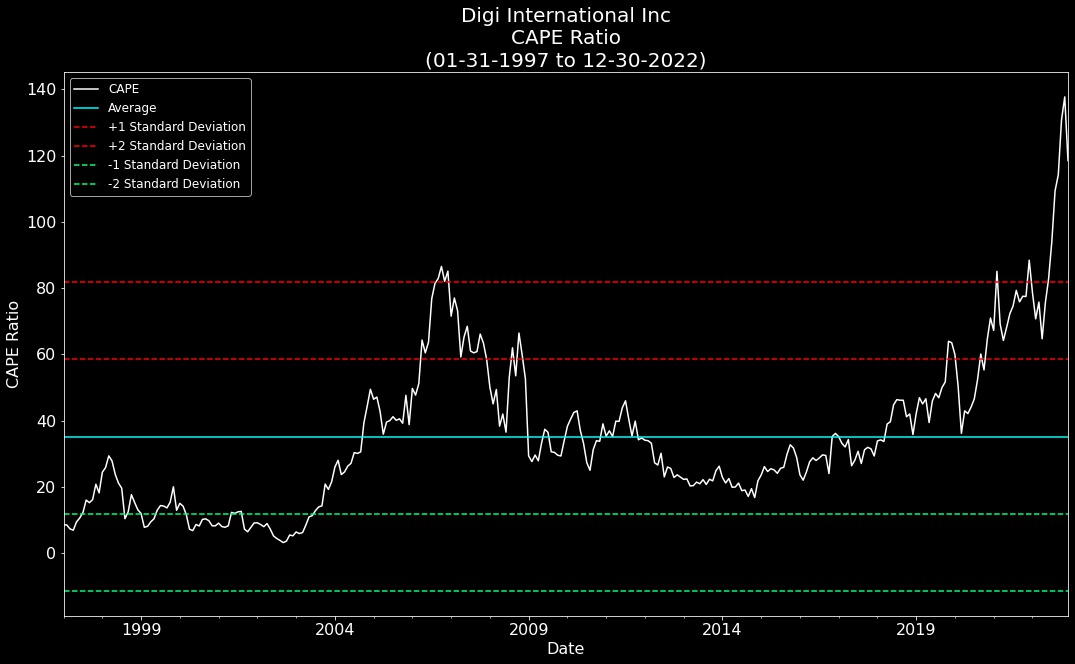 Digi International Inc
CAPE Ratio
(01-31-1997 to 12-30-2022)
CAPE
Average
+1 Standard Deviation
+2 Standard Deviation
-1 Standard Deviation
-2 Standard Deviation
140
120
100
80
60
40
20
0
CAPE Ratio
1999 2004 2009 2014 2019
Date